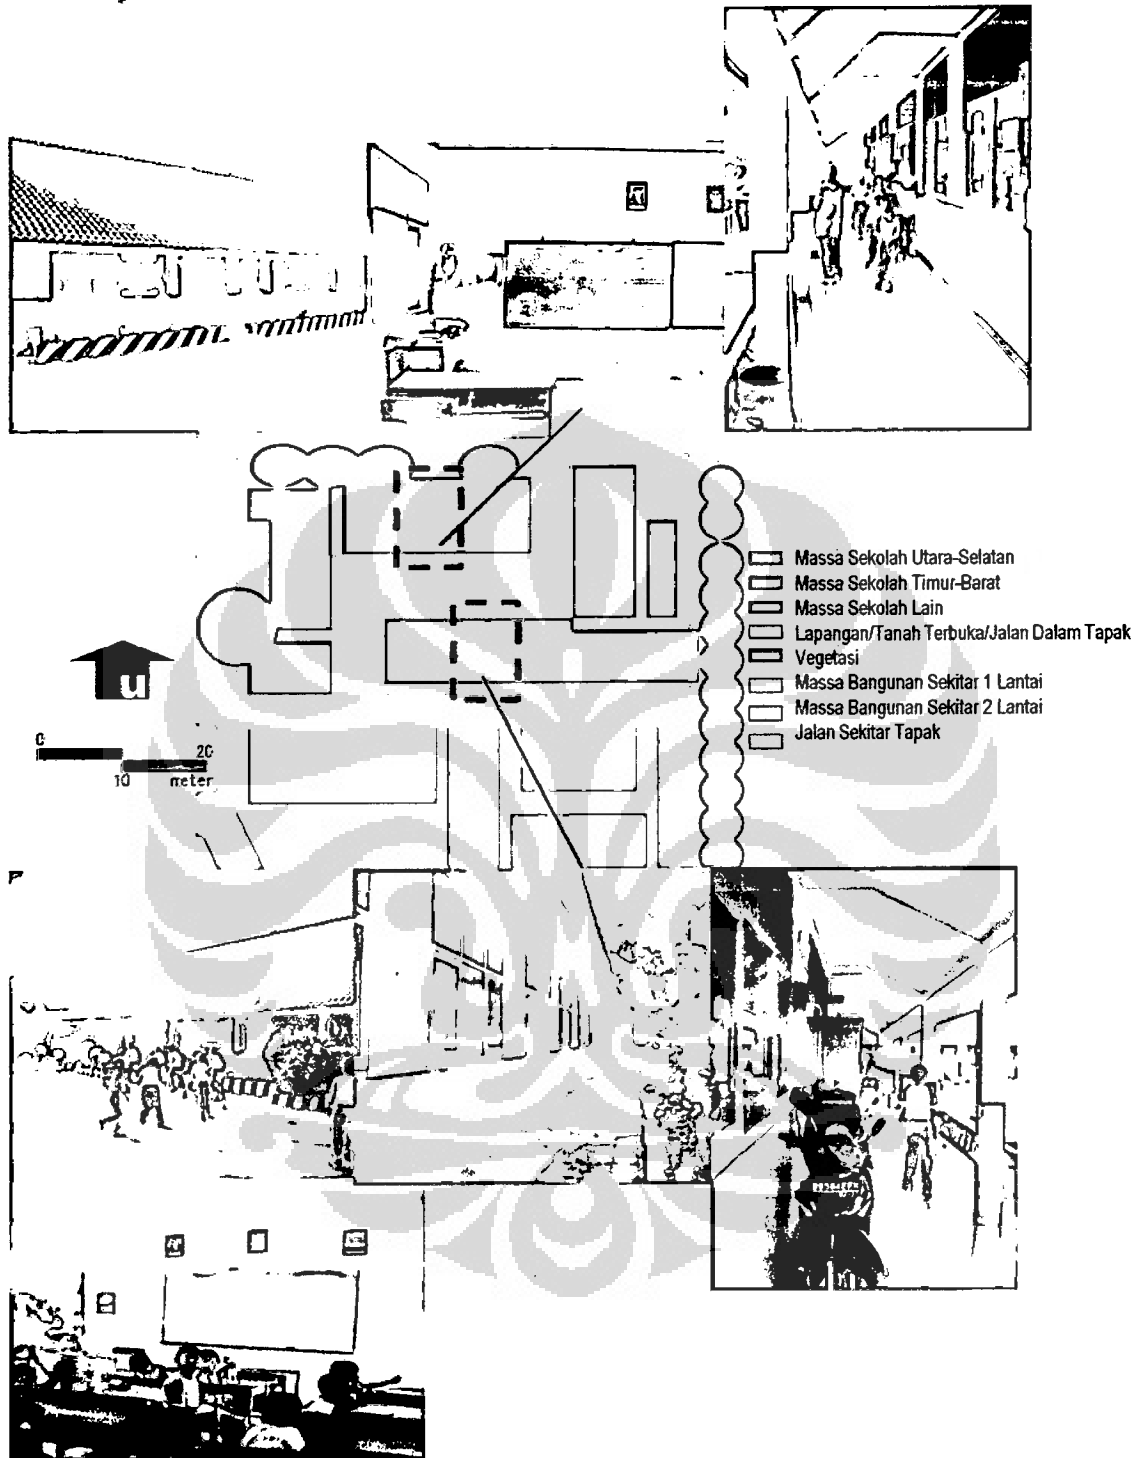 Massa Sekolah Utara-Selatan
Massa Sekolah Timur-Barat
Massa Sekolah Lain
Lapangan/Tanah Terbuka/Jalan Dalam Tapak
Vegetasi
Massa Bangunan Sekitar 1 Lantai
Massa Bangunan Sekitar 2 Lantai
Jalan Sekitar Tapak
u
0
20
10 meter